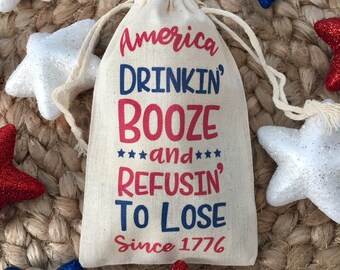 America
DRINKIN'
BOOZE
and
REFUSIN'
TO LOSE
Since 1776